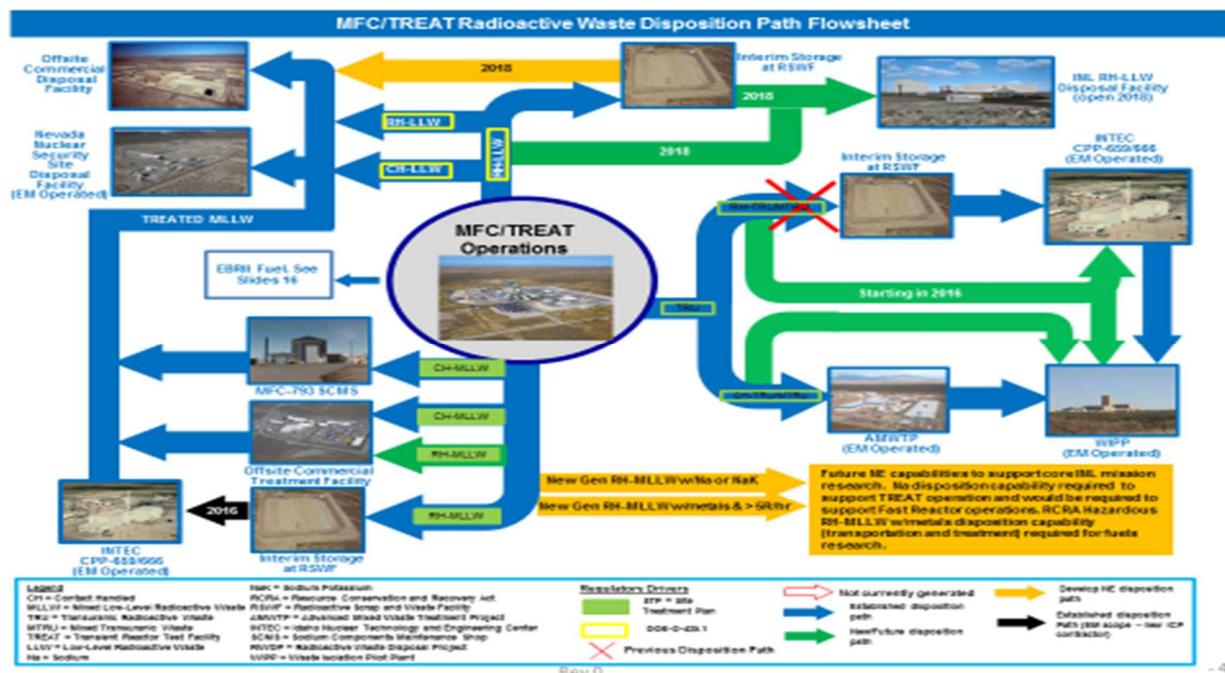 MFC/TREAT Radioactive Waste Disposition Path Flowsheet
Offsite
Commercial
Disposal
Facility
2018
Interim Storage
at RSWF
2018
INL RH-LLW
Disposal Facility
(open 2018)
RH-LLW
RH-LLW
Nevada
Nuclear
Security
Site
Disposal
Facility
(EM Operated)
CH-LLW
2018
INTEC
CPP-659/666
(EM Operated)
Interim Storage
at RSWF
TREATED MLLW
MFC/TREAT
Operations
RH-TRU/MTRU
EBRII Fuel. See
Slides 16
Starting in 2016
TRU
CH-MLLW
MFC-793 SCMS
CH-TRU/MTRU
CH-MLLW
AMWTP
(EM Operated)
WIPP
(EM Operated)
RH-MLLW
Offsite Commercial
Treatment Facility
New Gen RH-MLLW w/Na or NaK
New Gen RH-MLLW w/metals & > 5R/hr
Future NE capabilities to support core INL mission
research. Na disposition capability required to
support TREAT operation and would be required to
support Fast Reactor operations. RCRA Hazardous
RH-MLLW w/metals disposition capability
(transportation and treatment) required for fuels
research.
2016
RH-MLLW
INTEC
CPP-659/666
(EM Operated)
Interim Storage
at RSWF
Legend
CH = Contact Handled
MLLW = Mixed Low-Level Radioactive Waste
TRU = Transuranic Radioactive Waste
MTRU = Mixed Transuranic Waste
TREAT = Transient Reactor Test Facility
LLW = Low-Level Radioactive Waste
Na = Sodium
NaK = Sodium Potassium
RCRA = Resource Conservation and Recovery Act
RSWF = Radioactive Scrap and Waste Facility
AMWTP = Advanced Mixed Waste Treatment Project
INTEC = Idaho Nuclear Technology and Engineering Center
SCMS = Sodium Components Maintenance Shop
RWDP = Radioactive Waste Disposal Project
WIPP = Waste Isolation Pilot Plant
Regulatory Drivers
STP = Site
Treatment Plan
DOE-O-435.1
Previous Disposition Path
Not currently generated
Established disposition
path
New/Future disposition
path
Develop NE disposition
path
Established disposition
Path (EM scope – new ICP
contractor)
Rev 0
- 4